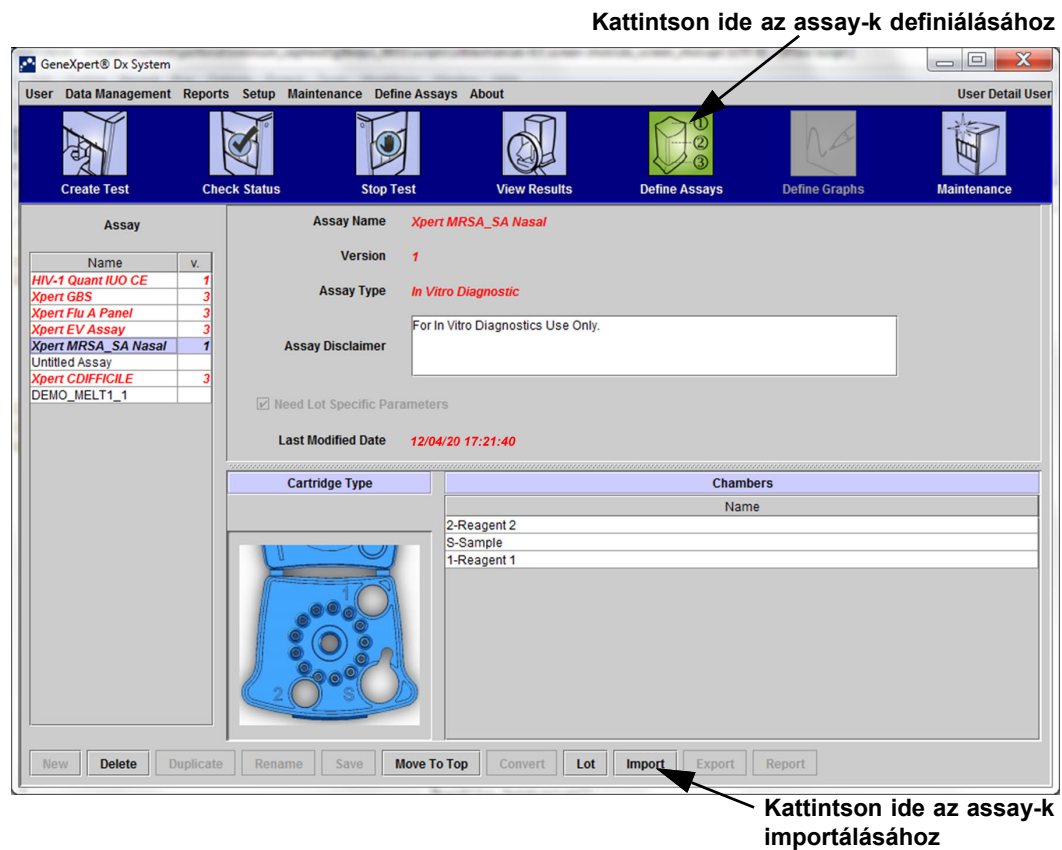 Kattintson ide az assay-k definiálásához
GeneXpert® Dx System
User Data Management Reports Setup Maintenance Define Assays About User Detail User
Create Test Check Status Stop Test View Results Define Assays Define Graphs Maintenance
Assay
Name v.
HIV-1 Quant IUO CE 1
Xpert GBS 3
Xpert Flu A Panel 3
Xpert EV Assay 3
Xpert MRSA_SA Nasal 1
Untitled Assay
Xpert CDIFFICILE 3
DEMO_MELT1_1
Assay Name Xpert MRSA_SA Nasal
Version 1
Assay Type In Vitro Diagnostic
Assay Disclaimer For In Vitro Diagnostics Use Only.
Need Lot Specific Parameters
Last Modified Date 12/04/20 17:21:40
Cartridge Type
1
2 S
Chambers
Name
2-Reagent 2
S-Sample
1-Reagent 1
New Delete Duplicate Rename Save Move To Top Convert Lot Import Export Report
Kattintson ide az assay-k
importálásához